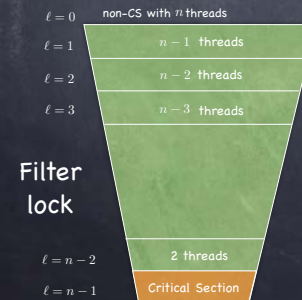 ℓ = 0 non-CS with n threads
ℓ = 1 n − 1 threads
ℓ = 2 n − 2 threads
ℓ = 3 n − 3 threads
Filter
lock
ℓ = n − 2 2 threads
ℓ = n − 1 Critical Section